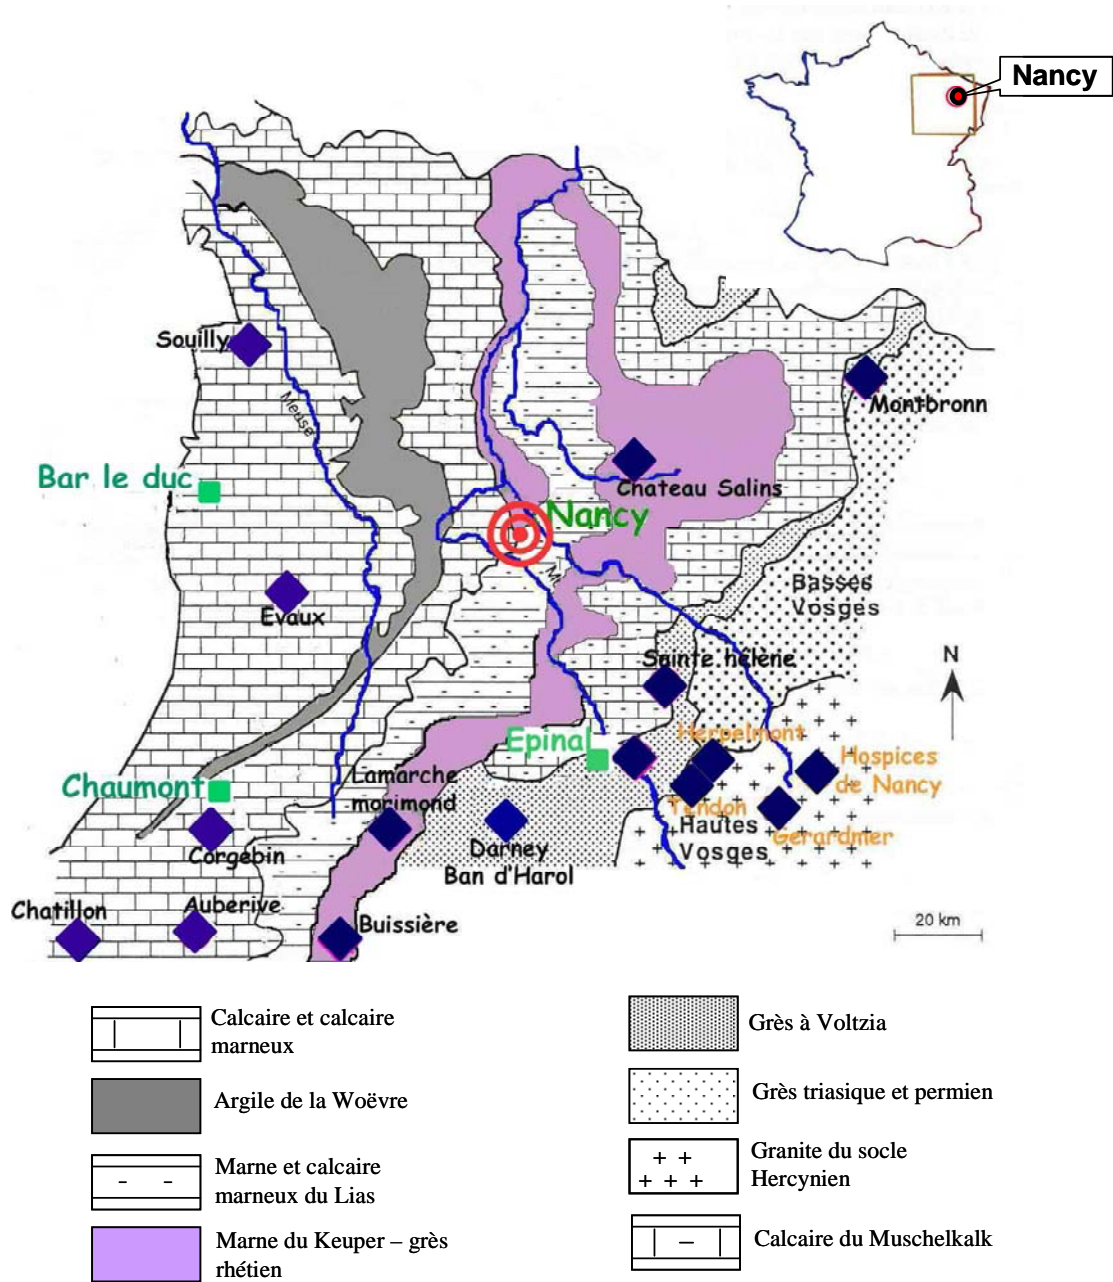 Nancy
Souilly
Meuse
Montbronn
Bar le duc
Chateau Salins
Nancy
Evaux
Basses
Vosges
Sainte hélène
N
Herpelmont
Epinal
Hospices
de Nancy
Chaumont
Lamarche
morimond
Tendon
Hautes
Vosges
Gerardmer
Corgebin
Darney
Ban d'Harol
Chatillon
Auberive
Buissière
20 km
Calcaire et calcaire
marneux
Argile de la Woëvre
Marne et calcaire
marneux du Lias
Marne du Keuper – grès
rhétien
Grès à Voltzia
Grès triasique et permien
Granite du socle
Hercynien
Calcaire du Muschelkalk